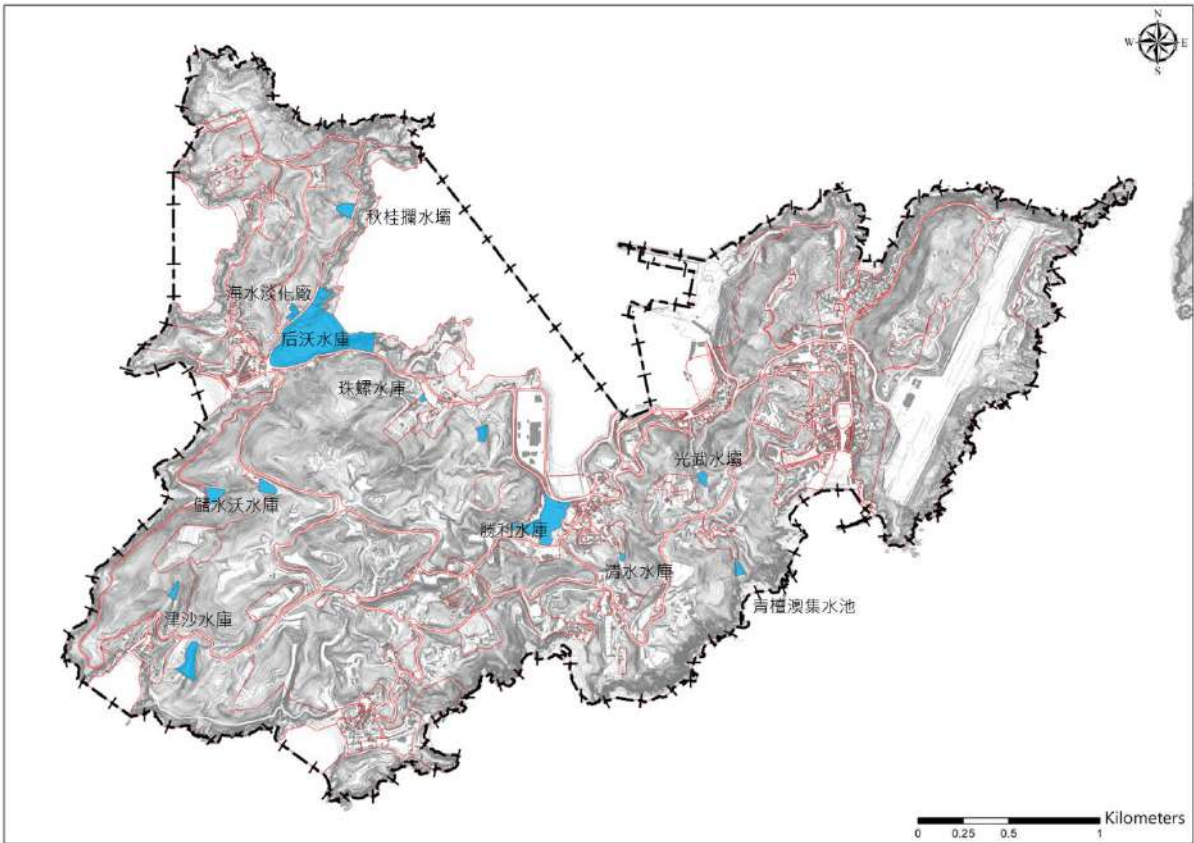 N
W E
S
秋桂攔水壩
海水淡化廠
后沃水庫
珠螺水庫
光武水壩
儲水沃水庫
勝利水庫
清水水庫
青檀澳集水池
津沙水庫
Kilometers
0 0.25 0.5 1